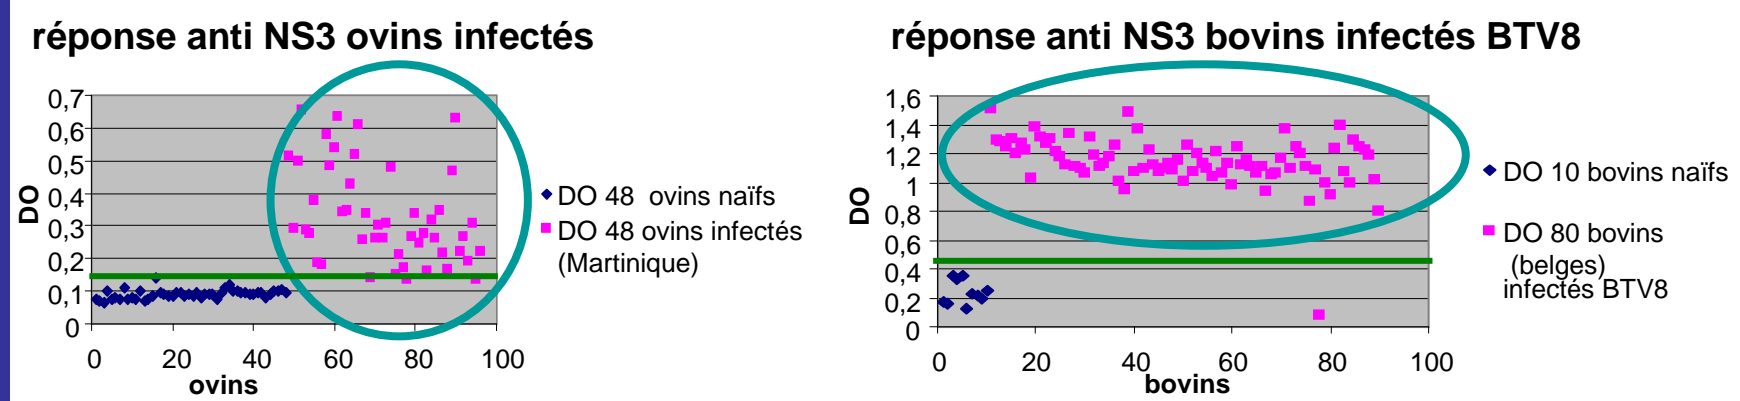 réponse anti NS3 ovins infectés
0,7
0,6
0,5
0,4
0,3
0,2
0,1
0
DO
0 20 40 60 80 100
ovins
DO 48 ovins naïfs
DO 48 ovins infectés
(Martinique)
réponse anti NS3 bovins infectés BTV8
1,6
1,4
1,2
1
0,8
0,6
0,4
0,2
0
DO
0 20 40 60 80 100
bovins
DO 10 bovins naïfs
DO 80 bovins
(belges)
infectés BTV8